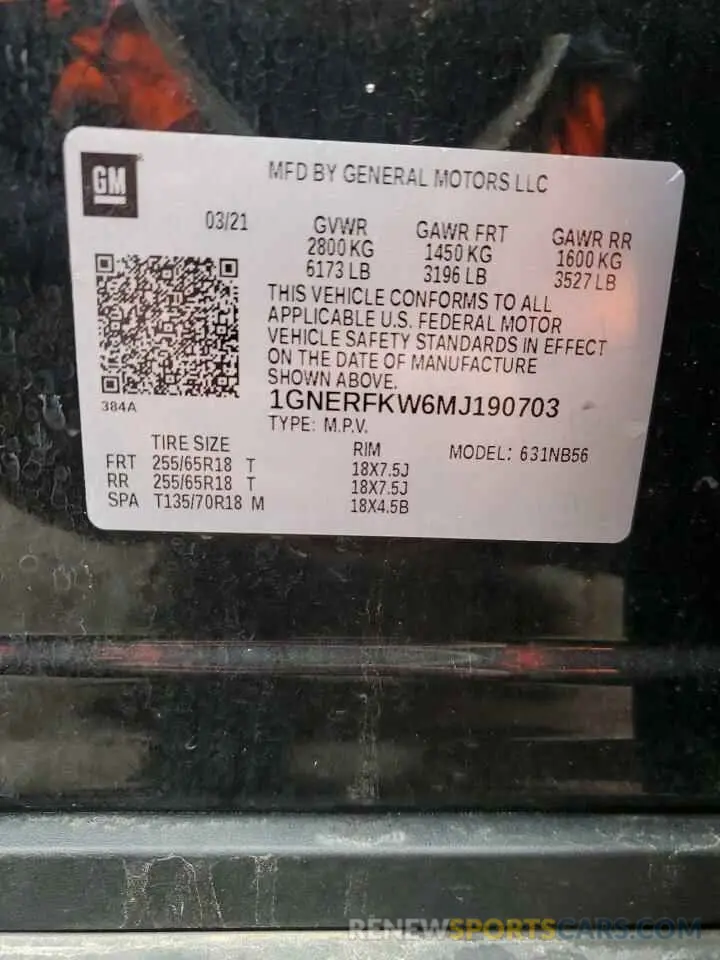 GM
MFD BY GENERAL MOTORS LLC
03/21
GVWR GAWR FRT GAWR RR
2800 KG 1450 KG 1600 KG
6173 LB 3196 LB 3527 LB
THIS VEHICLE CONFORMS TO ALL
APPLICABLE U.S. FEDERAL MOTOR
VEHICLE SAFETY STANDARDS IN EFFECT
ON THE DATE OF MANUFACTURE
SHOWN ABOVE.
384A
1GNERFKW6MJ190703
TYPE: M.P.V.
TIRE SIZE RIM MODEL: 631NB56
FRT 255/65R18 T 18X7.5J
RR 255/65R18 T 18X7.5J
SPA T135/70R18 M 18X4.5B
RENEWSPORTSCARS.COM